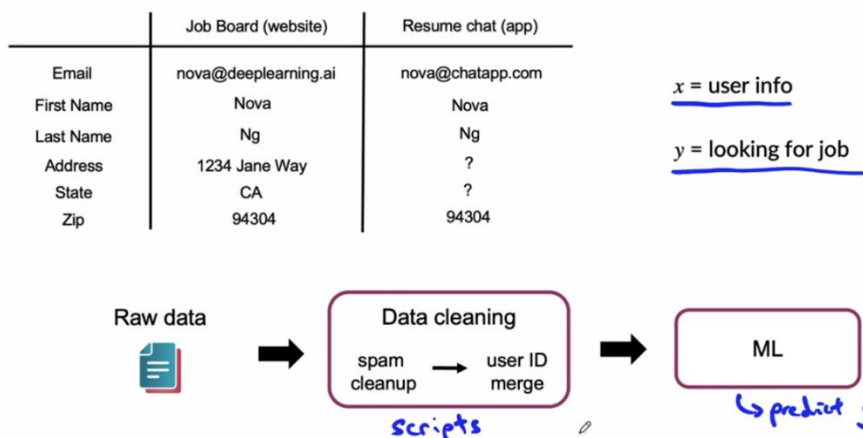 Job Board (website) Resume chat (app)
Email nova@deeplearning.ai nova@chatapp.com
First Name Nova Nova
Last Name Ng Ng
Address 1234 Jane Way ?
State CA ?
Zip 94304 94304
x = user info
y = looking for job
Raw data
Data cleaning
spam cleanup
user ID merge
scripts
ML
predict